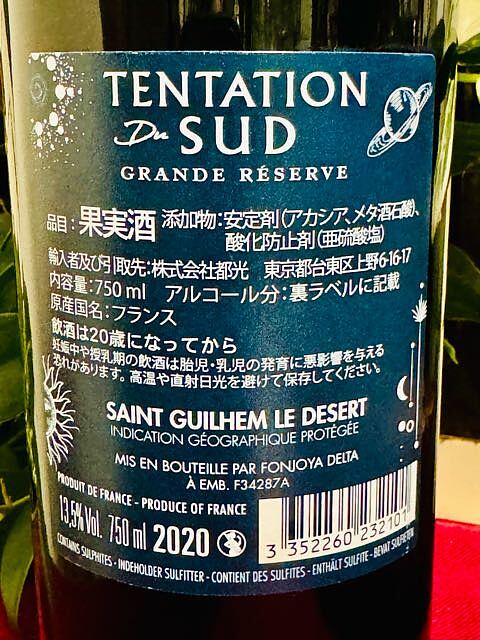 TENTATION
Du SUD
GRANDE RÉSERVE
品目：果実酒 添加物：安定剤（アカシア、メタ酒石酸）、
酸化防止剤（亜硫酸塩）
輸入者及び引取先：株式会社都光 東京都台東区上野6-16-17
内容量：750 ml アルコール分：裏ラベルに記載
原産国名：フランス
飲酒は20歳になってから
妊娠中や授乳期の飲酒は胎児・乳児の発育に悪影響を与える
恐れがあります。高温や直射日光を避けて保存してください。
SAINT GUILHEM LE DESERT
INDICATION GÉOGRAPHIQUE PROTÉGÉE
MIS EN BOUTEILLE PAR FONJOYA DELTA
À EMB. F34287A
PRODUIT DE FRANCE - PRODUCE OF FRANCE
13,5% Vol. 750 ml 2020
3 352260 232101
CONTAINS SULPHITES - INDEHOLDER SULFITTER - CONTIENT DES SULFITES - ENTHÄLT SULFITE - BEVAT SULFIETEN